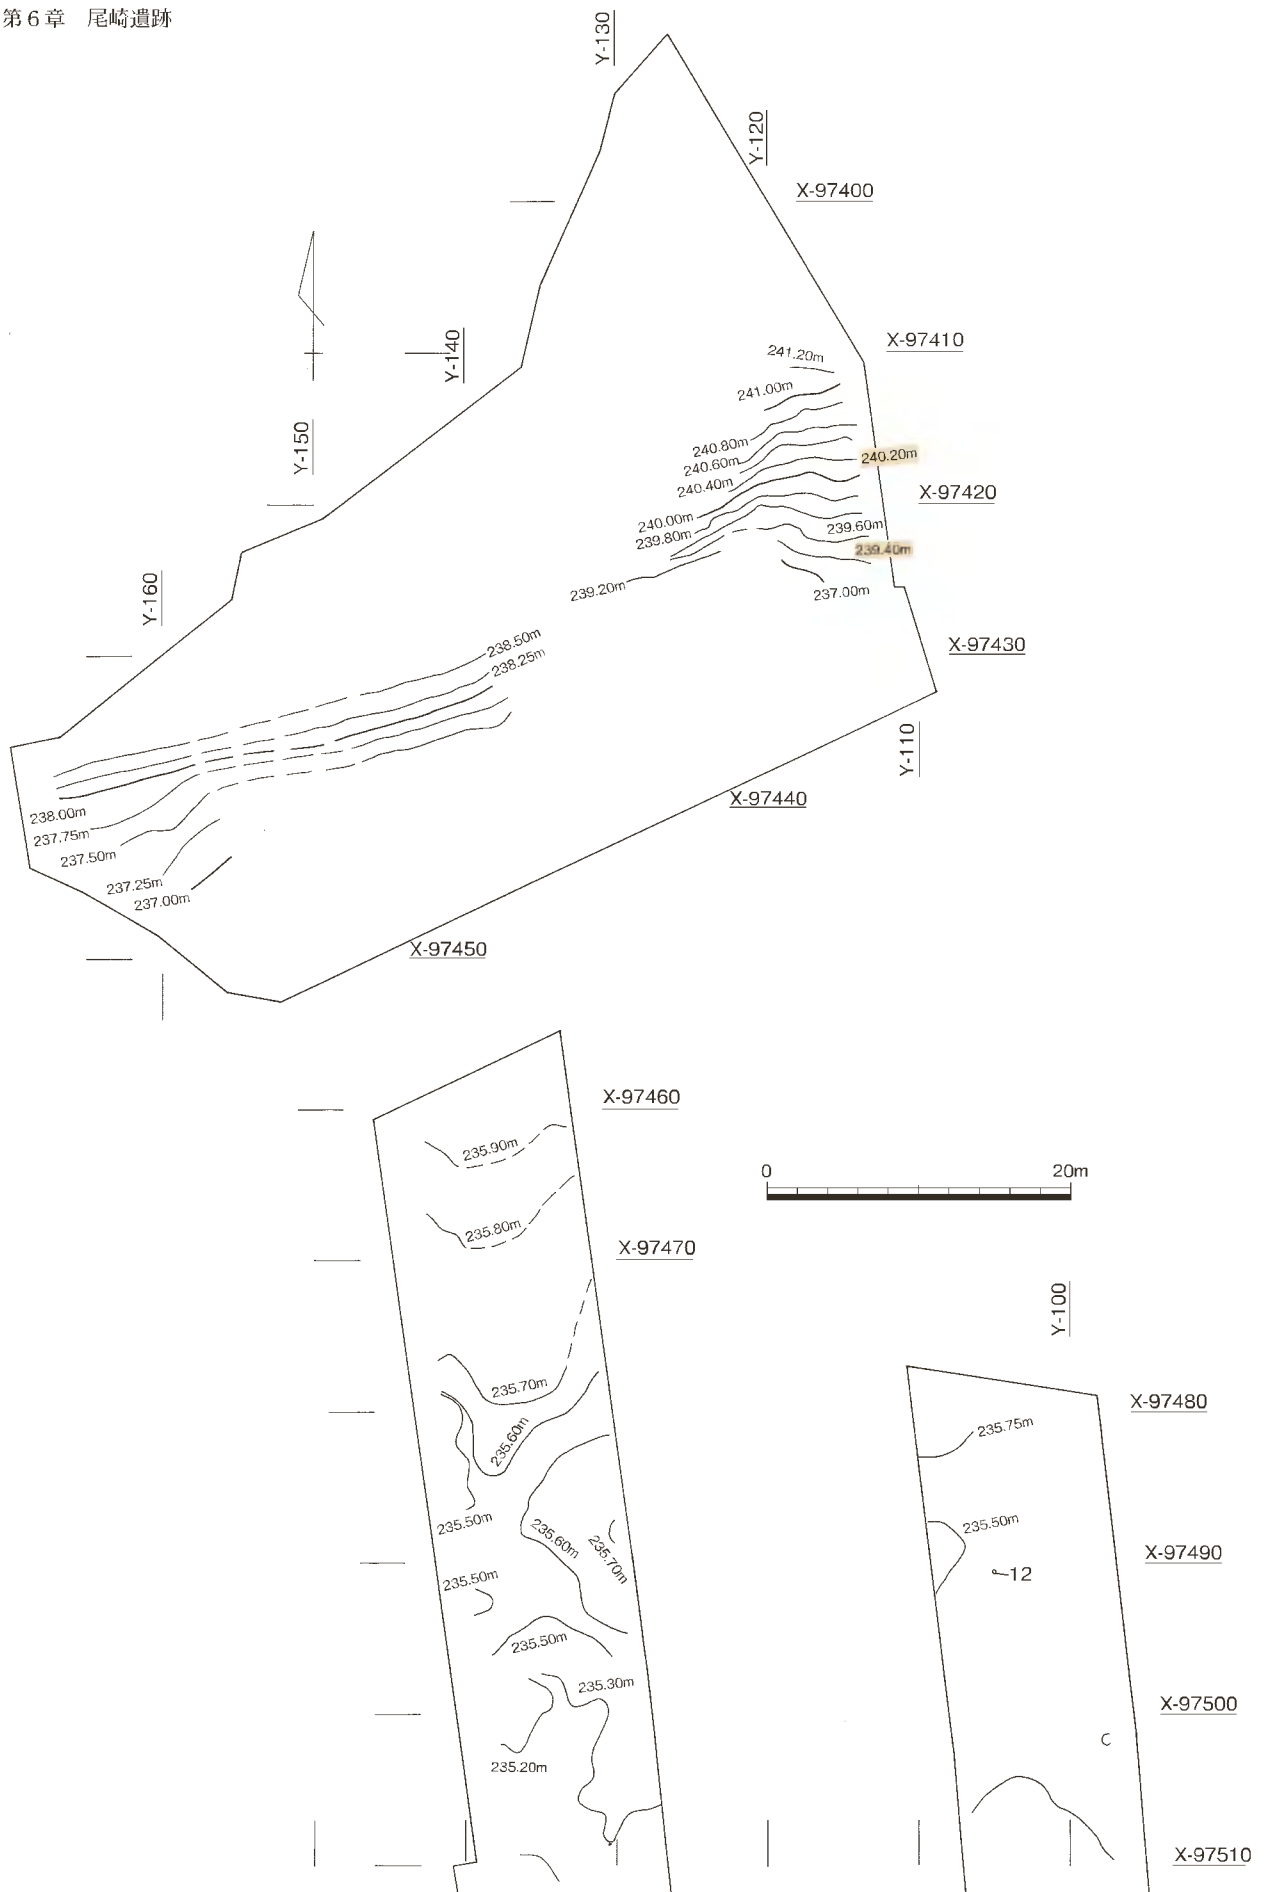 第6章　尾崎遺跡
Y-130
Y-120
X-97400
Y-140
X-97410
241.20m
241.00m
Y-150
240.80m
240.60m
240.40m
240.20m
X-97420
240.00m
239.80m
239.60m
239.40m
239.20m
237.00m
Y-160
238.50m
238.25m
X-97430
Y-110
X-97440
238.00m
237.75m
237.50m
237.25m
237.00m
X-97450
X-97460
235.90m
0 20m
235.80m
X-97470
Y-100
235.70m
X-97480
235.60m
235.75m
235.50m
235.60m
235.70m
235.50m
X-97490
12
235.50m
235.50m
235.30m
X-97500
235.20m
X-97510